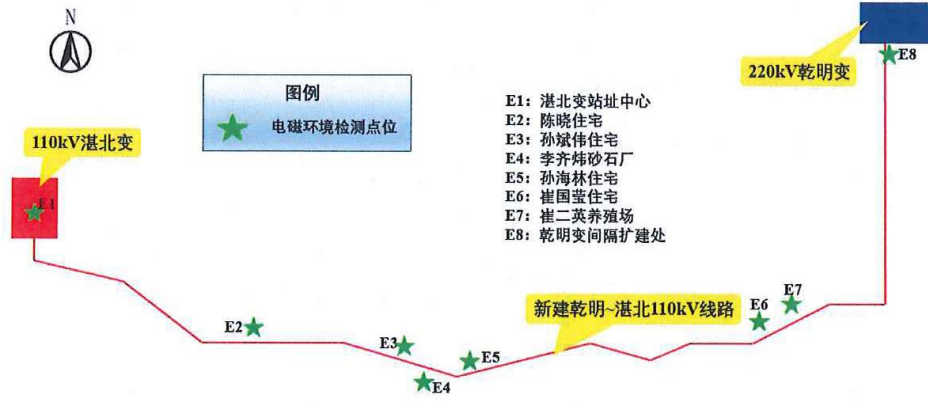 N
图例
电磁环境检测点位
110kV湛北变
E1
220kV乾明变
E8
E1：湛北变站址中心
E2：陈晓住宅
E3：孙斌伟住宅
E4：李齐炜砂石厂
E5：孙海林住宅
E6：崔国莹住宅
E7：崔二英养殖场
E8：乾明变间隔扩建处
新建乾明~湛北110kV线路
E2
E3
E4
E5
E6
E7